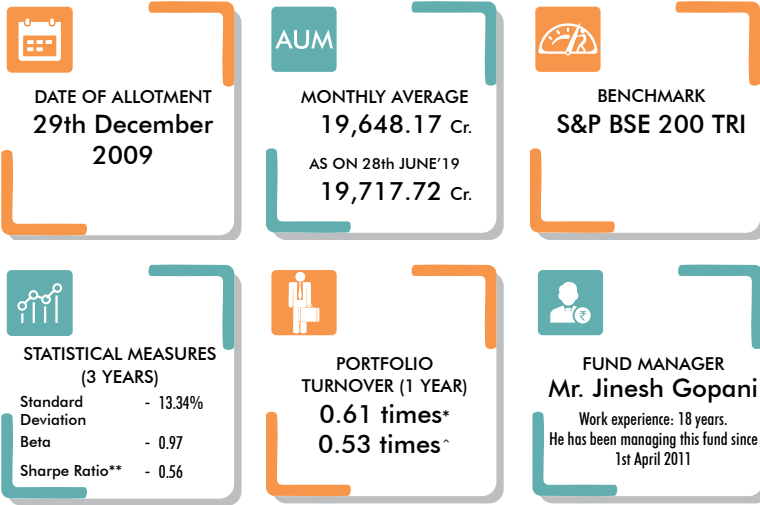 DATE OF ALLOTMENT
29th December
2009
AUM
MONTHLY AVERAGE
19,648.17 Cr.
AS ON 28th JUNE’19
19,717.72 Cr.
BENCHMARK
S&P BSE 200 TRI
STATISTICAL MEASURES
(3 YEARS)
Standard Deviation - 13.34%
Beta - 0.97
Sharpe Ratio** - 0.56
PORTFOLIO
TURNOVER (1 YEAR)
0.61 times*
0.53 times^
₹
FUND MANAGER
Mr. Jinesh Gopani
Work experience: 18 years.
He has been managing this fund since
1st April 2011